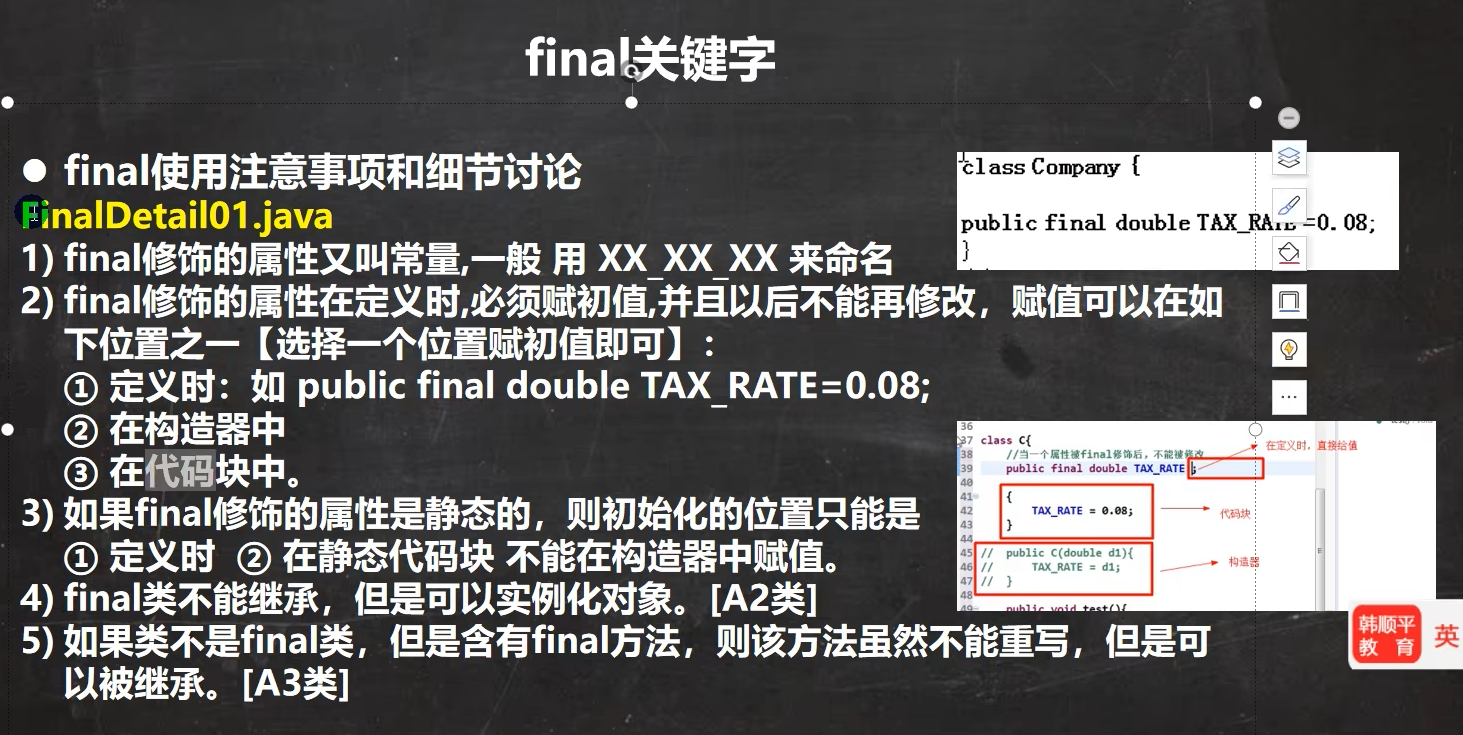 final关键字
● final使用注意事项和细节讨论
FinalDetail01.java
1) final修饰的属性又叫常量,一般 用 XX_XX_XX 来命名
2) final修饰的属性在定义时,必须赋初值,并且以后不能再修改，赋值可以在如
下位置之一【选择一个位置赋初值即可】：
① 定义时：如 public final double TAX_RATE=0.08;
② 在构造器中
③ 在代码块中。
3) 如果final修饰的属性是静态的，则初始化的位置只能是
① 定义时 ② 在静态代码块 不能在构造器中赋值。
4) final类不能继承，但是可以实例化对象。[A2类]
5) 如果类不是final类，但是含有final方法，则该方法虽然不能重写，但是可
以被继承。[A3类]
class Company {
public final double TAX_RATE =0.08;
}
36
37 class C{
38 //当一个属性被final修饰后，不能被修改
39 public final double TAX_RATE ;
在定义时，直接给值
40
41 {
42 TAX_RATE = 0.08;
代码块
43 }
44
45 // public C(double d1){
46 // TAX_RATE = d1;
构造器
47 // }
48
49 public void test(){
韩顺平
教 育
英